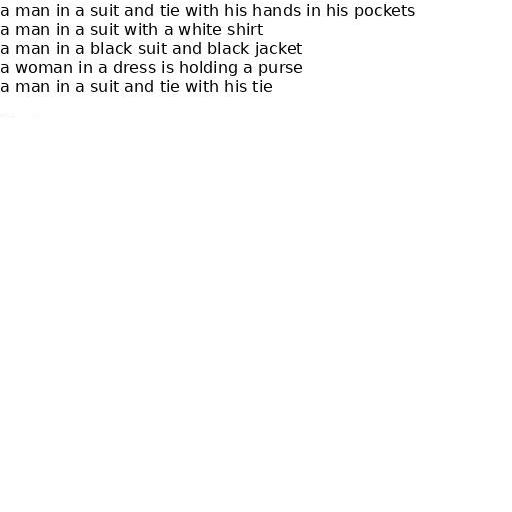 a man in a suit and tie with his hands in his pockets
a man in a suit with a white shirt
a man in a black suit and black jacket
a woman in a dress is holding a purse
a man in a suit and tie with his tie